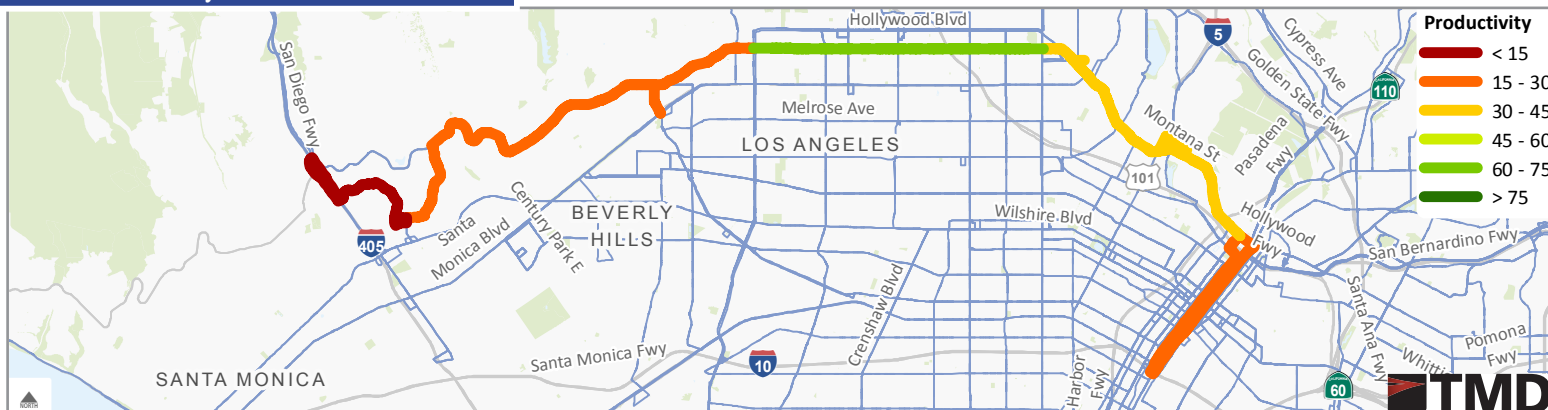 Hollywood Blvd
Productivity
< 15
15 - 30
30 - 45
45 - 60
60 - 75
> 75
San Diego Fwy
5
Cypress Ave
Golden State Fwy
CALIFORNIA
110
Melrose Ave
LOS ANGELES
Montana St
Pasadena
Fwy
101
Century Park E
BEVERLY
HILLS
Wilshire Blvd
Hollywood
Fwy
Santa
Monica Blvd
405
San Bernardino Fwy
Crenshaw Blvd
Santa Ana Fwy
Pomona
Fwy
Santa Monica Fwy
10
Harbor
Fwy
Whitti
SANTA MONICA
CALIFORNIA
60
NORTH
TMD